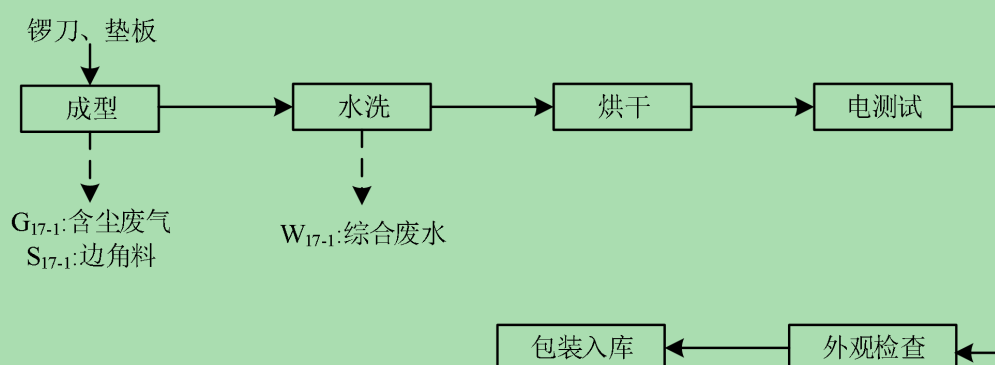 锣刀、垫板
成型
水洗
烘干
电测试
G17-1:含尘废气
S17-1:边角料
W17-1:综合废水
包装入库
外观检查